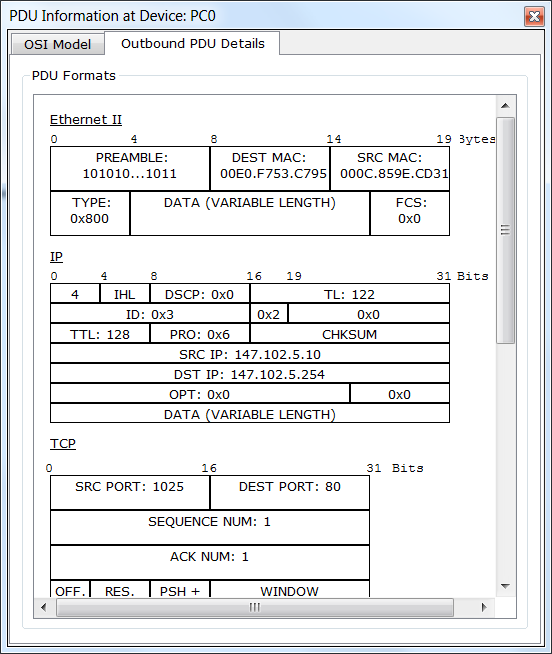 PDU Information at Device: PC0
OSI Model Outbound PDU Details
PDU Formats
Ethernet II
0 4 8 14 19 Bytes
PREAMBLE: DEST MAC: SRC MAC:
101010...1011 00E0.F753.C795 000C.859E.CD31
TYPE: DATA (VARIABLE LENGTH) FCS:
0x800 0x0
IP
0 4 8 16 19 31 Bits
4 IHL DSCP: 0x0 TL: 122
ID: 0x3 0x2 0x0
TTL: 128 PRO: 0x6 CHKSUM
SRC IP: 147.102.5.10
DST IP: 147.102.5.254
OPT: 0x0 0x0
DATA (VARIABLE LENGTH)
TCP
0 16 31 Bits
SRC PORT: 1025 DEST PORT: 80
SEQUENCE NUM: 1
ACK NUM: 1
OFF. RES. PSH + WINDOW